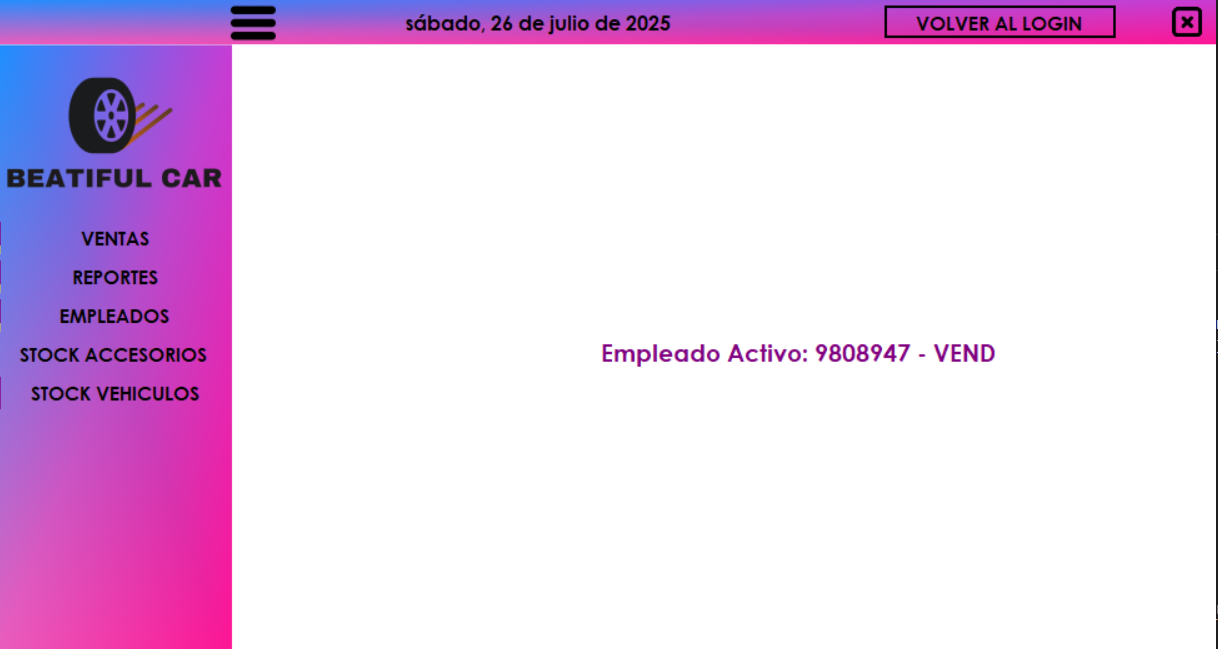 sábado, 26 de julio de 2025
VOLVER AL LOGIN
BEATIFUL CAR
VENTAS
REPORTES
EMPLEADOS
STOCK ACCESORIOS
STOCK VEHICULOS
Empleado Activo: 9808947 - VEND